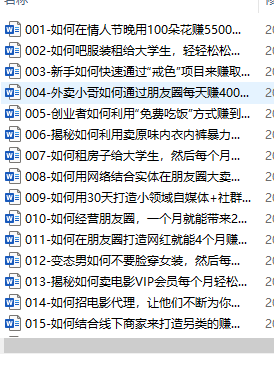 名称
001-如何在情人节晚用100朵花赚5500...
002-如何吧服装租给大学生，轻轻松松...
003-新手如何快速通过“戒色”项目来赚取...
004-外卖小哥如何通过朋友圈每天赚400...
005-创业者如何利用“免费吃饭”方式赚到...
006-揭秘如何利用卖原味内衣内裤暴力...
007-如何租房子给大学生，然后每个月...
008-如何用网络结合实体在朋友圈大卖...
009-如何用30天打造小领域自媒体+社群...
010-如何经营朋友圈，一个月就能带来2...
011-如何在朋友圈打造网红就能4个月赚...
012-变态男如何不要脸穿女装，然后每...
013-揭秘如何卖电影VIP会员每个月轻松...
014-如何招电影代理，让他们不断为你...
015-如何结合线下商家来打造另类的赚...